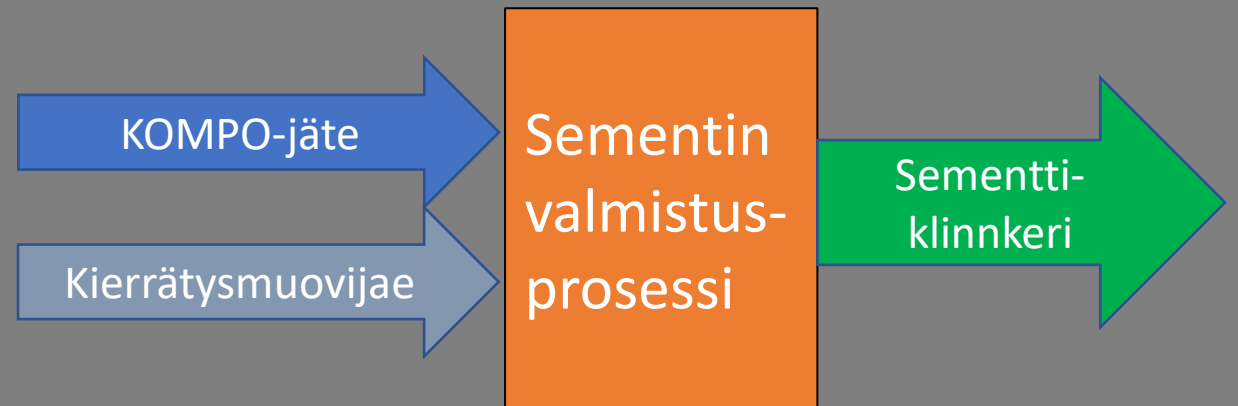 KOMPO-jäte
Kierrätysmuovijae
Sementin
valmistus-
prosessi
Sementti-
klinnkeri